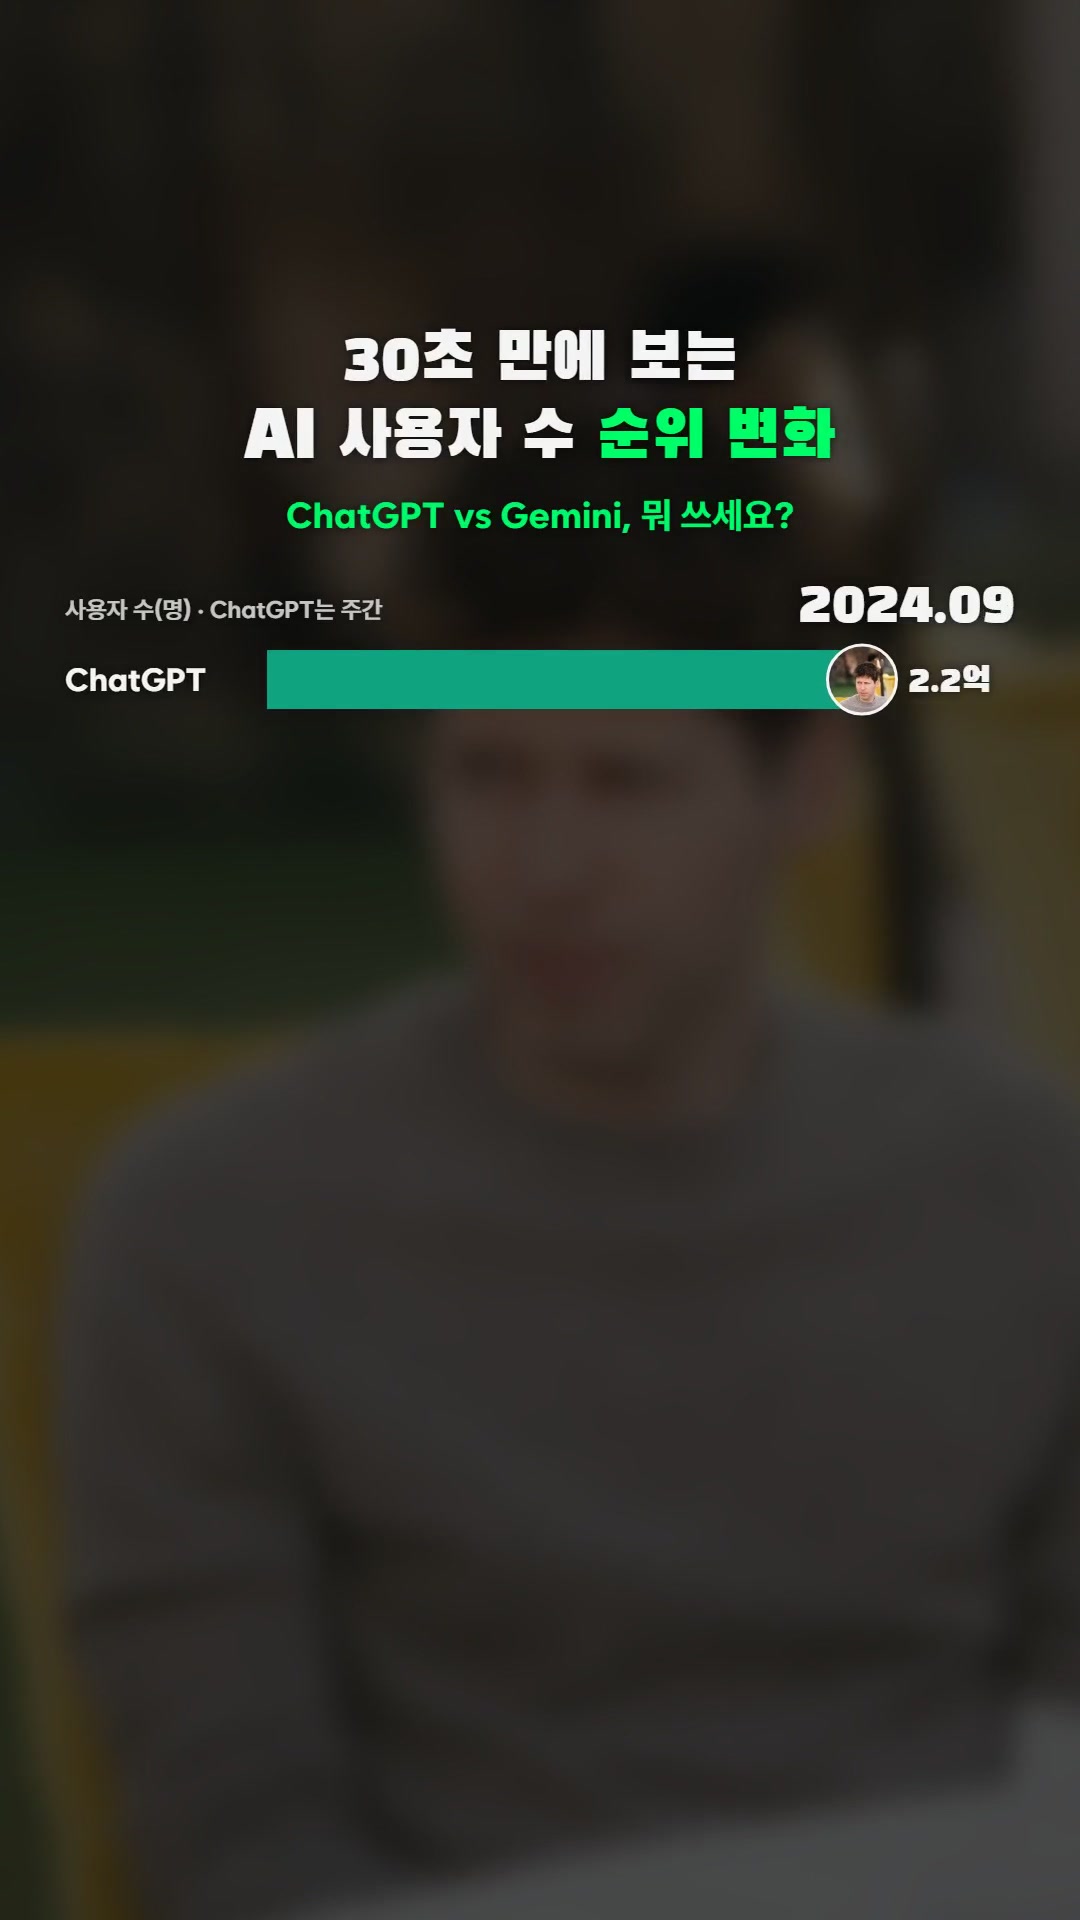 30초 만에 보는
AI 사용자 수 순위 변화
ChatGPT vs Gemini, 뭐 쓰세요?
사용자 수(명) · ChatGPT는 주간
2024.09
ChatGPT
2.2억